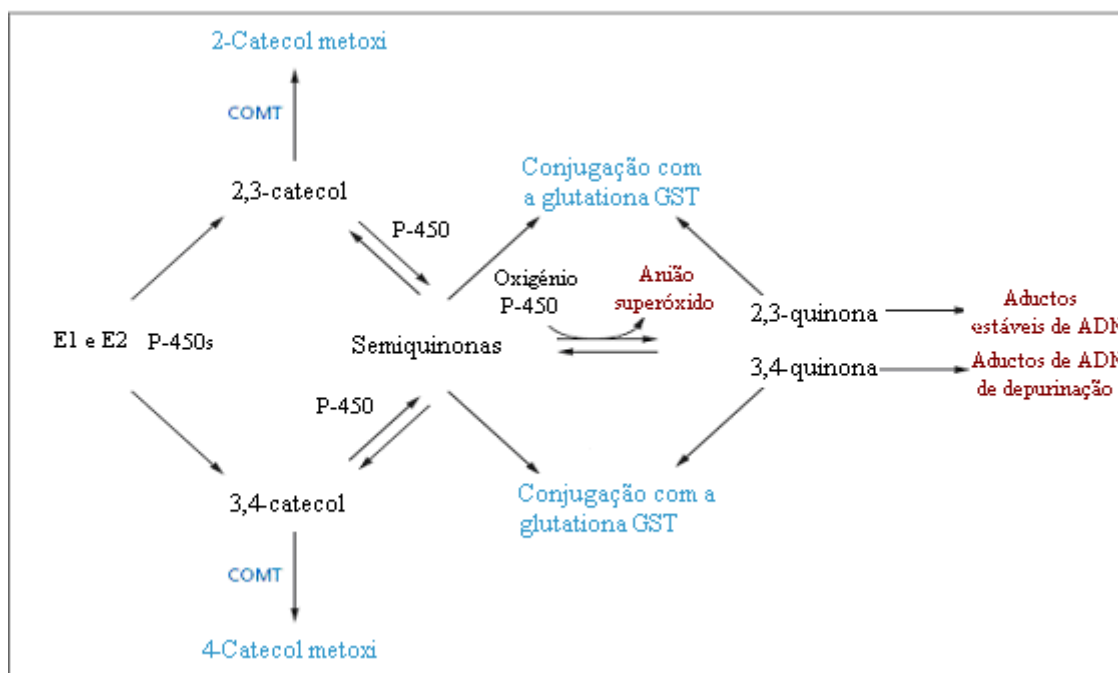 2-Catecol metoxi
COMT
2,3-catecol
Conjugação com
a glutationa GST
P-450
Oxigénio
P-450
Anião
superóxido
E1 e E2 P-450s
Semiquinonas
2,3-quinona
Aductos
estáveis de ADN
3,4-quinona
Aductos de ADN
de depurinação
P-450
3,4-catecol
Conjugação com a
glutationa GST
COMT
4-Catecol metoxi